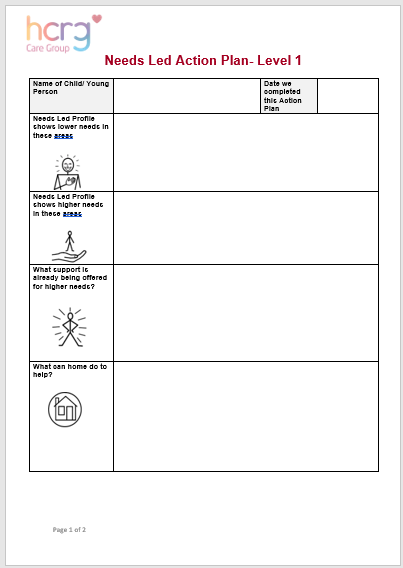 hcrg
Care Group
Needs Led Action Plan- Level 1
Name of Child/ Young
Person
Date we
completed
this Action
Plan
Needs Led Profile
shows lower needs in
these areas
Needs Led Profile
shows higher needs
in these areas
What support is
already being offered
for higher needs?
What can home do to
help?
Page 1 of 2